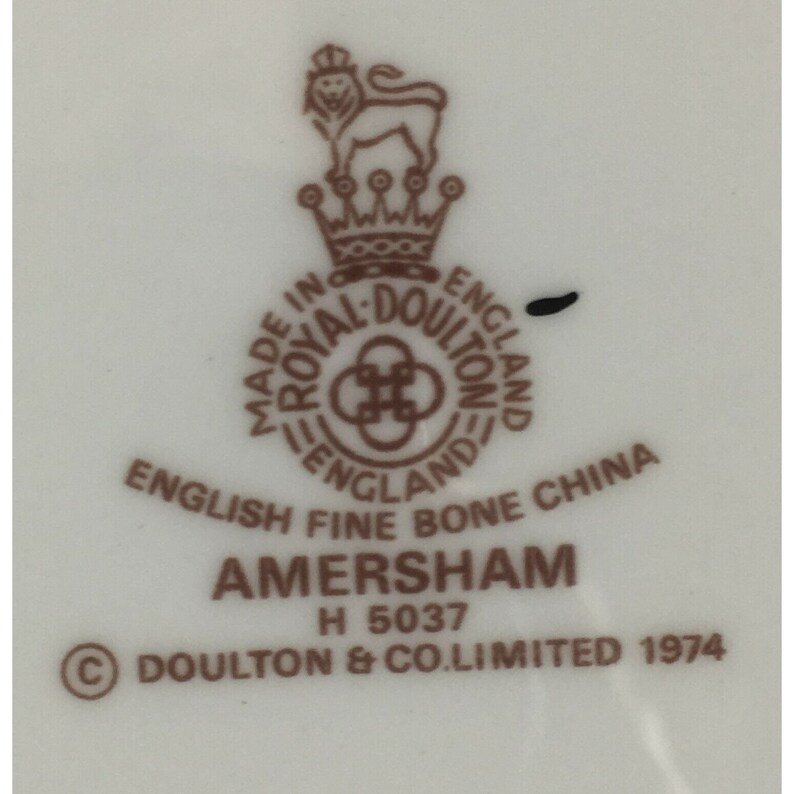 MADE IN ENGLAND
ROYAL·DOULTON
ENGLAND
ENGLISH FINE BONE CHINA
AMERSHAM
H 5037
© DOULTON & CO.LIMITED 1974